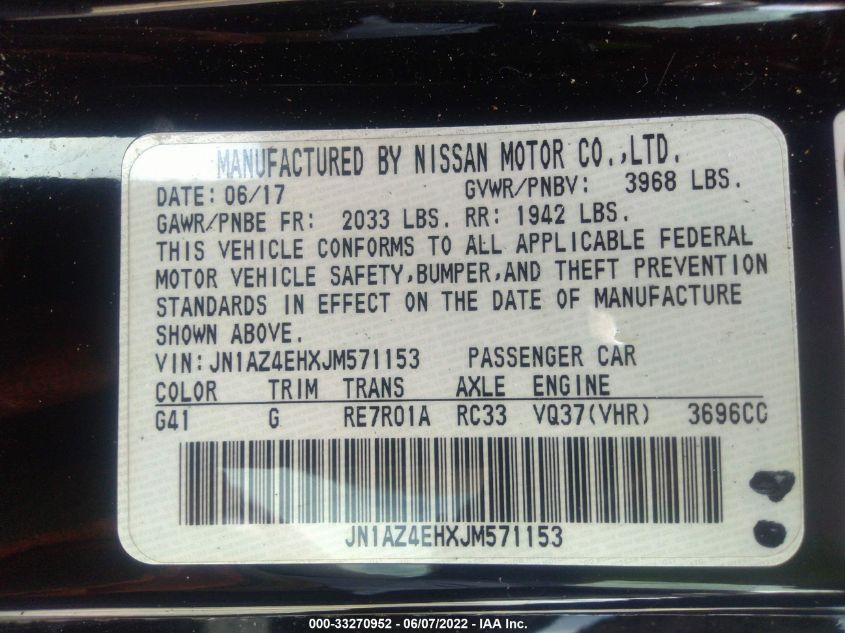 MANUFACTURED BY NISSAN MOTOR CO.,LTD.
DATE: 06/17 GVWR/PNBV: 3968 LBS.
GAWR/PNBE FR: 2033 LBS. RR: 1942 LBS.
THIS VEHICLE CONFORMS TO ALL APPLICABLE FEDERAL
MOTOR VEHICLE SAFETY,BUMPER,AND THEFT PREVENTION
STANDARDS IN EFFECT ON THE DATE OF MANUFACTURE
SHOWN ABOVE.
VIN:JN1AZ4EHXJM571153 PASSENGER CAR
COLOR TRIM TRANS AXLE ENGINE
G41 G RE7R01A RC33 VQ37(VHR) 3696CC
JN1AZ4EHXJM571153
000-33270952 - 06/07/2022 - IAA Inc.